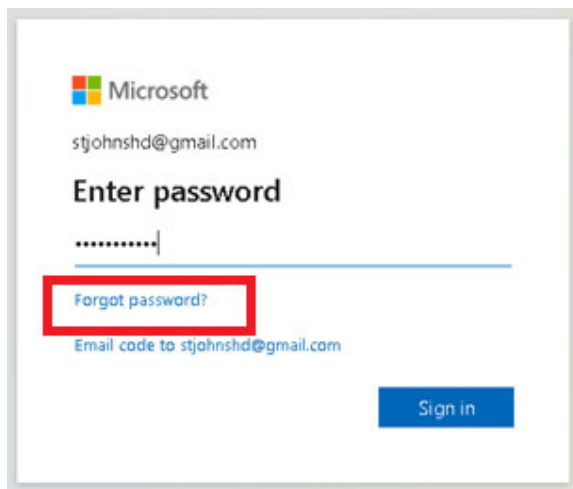 Microsoft
stjohnshd@gmail.com
Enter password
•••••••••••
Forgot password?
Email code to stjohnshd@gmail.com
Sign in